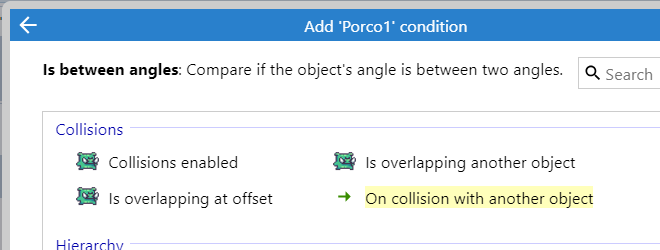 Add 'Porco1' condition
Is between angles: Compare if the object's angle is between two angles.
Search
Collisions
Collisions enabled
Is overlapping another object
Is overlapping at offset
On collision with another object
Hierarchy